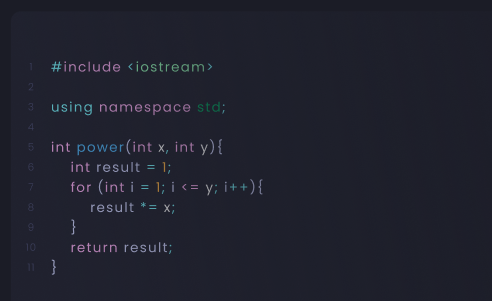 1 #include <iostream>
2
3 using namespace std;
4
5 int power(int x, int y){
6 int result = 1;
7 for (int i = 1; i <= y; i++){
8 result *= x;
9 }
10 return result;
11 }